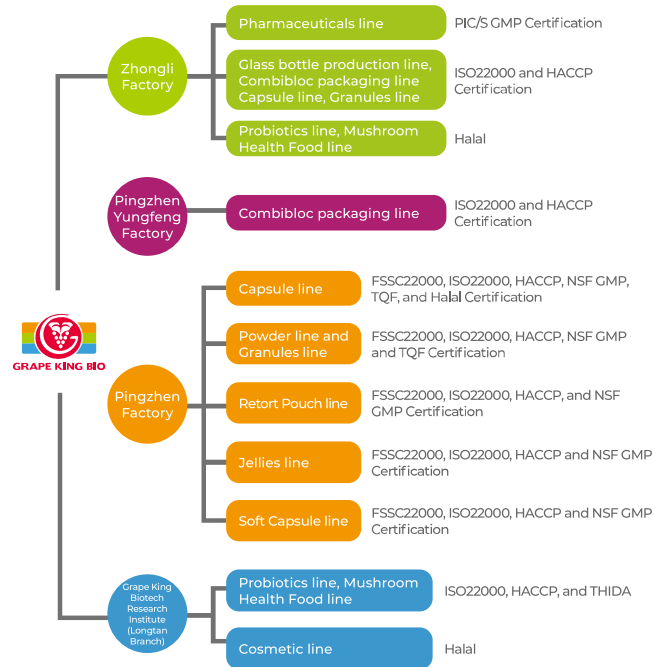 Zhongli
Factory
Pharmaceuticals line
PIC/S GMP Certification
Glass bottle production line,
Combibloc packaging line
Capsule line, Granules line
ISO22000 and HACCP
Certification
Probiotics line, Mushroom
Health Food line
Halal
Pingzhen
Yungfeng
Factory
Combibloc packaging line
ISO22000 and HACCP
Certification
GRAPE KING BIO
Pingzhen
Factory
Capsule line
FSSC22000, ISO22000, HACCP, NSF GMP,
TQF, and Halal Certification
Powder line and
Granules line
FSSC22000, ISO22000, HACCP, NSF GMP
and TQF Certification
Retort Pouch line
FSSC22000, ISO22000, HACCP, and NSF
GMP Certification
Jellies line
FSSC22000, ISO22000, HACCP and NSF GMP
Certification
Soft Capsule line
FSSC22000, ISO22000, HACCP and NSF GMP
Certification
Grape King
Biotech
Research
Institute
(Longtan
Branch)
Probiotics line, Mushroom
Health Food line
ISO22000, HACCP, and THIDA
Cosmetic line
Halal